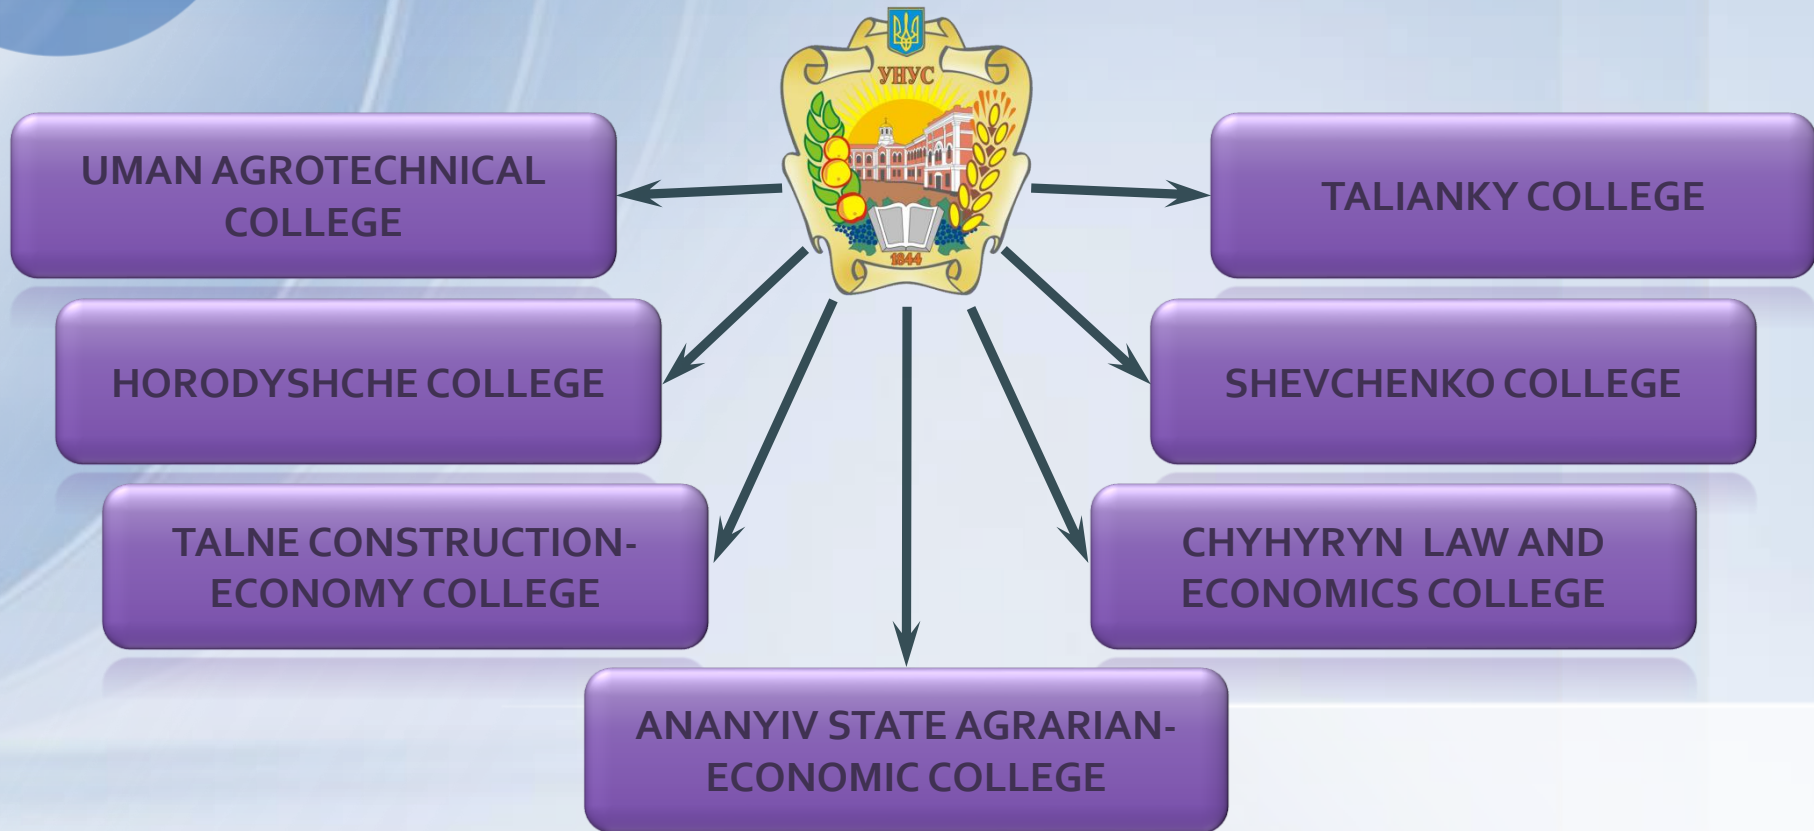 УНУС
1844
UMAN AGROTECHNICAL
COLLEGE
TALIANKY COLLEGE
HORODYSHCHE COLLEGE
SHEVCHENKO COLLEGE
TALNE CONSTRUCTION-
ECONOMY COLLEGE
CHYHYRYN LAW AND
ECONOMICS COLLEGE
ANANYIV STATE AGRARIAN-
ECONOMIC COLLEGE